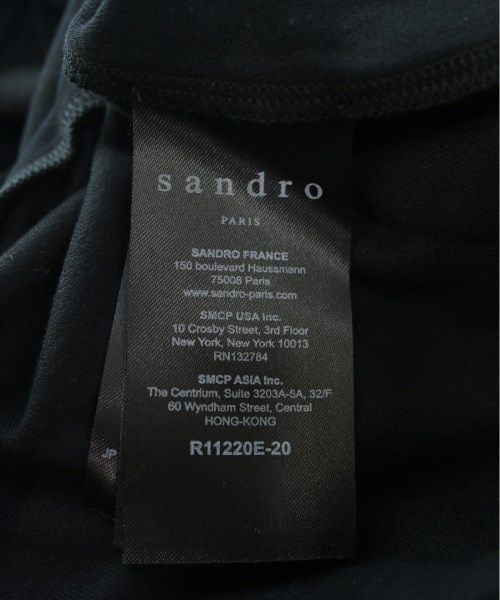 sandro
PARIS
SANDRO FRANCE
150 boulevard Haussmann
75008 Paris
www.sandro-paris.com
SMCP USA Inc.
10 Crosby Street, 3rd Floor
New York, New York 10013
RN132784
SMCP ASIA Inc.
The Centrium, Suite 3203A-5A, 32/F
60 Wyndham Street, Central
HONG-KONG
R11220E-20
JP